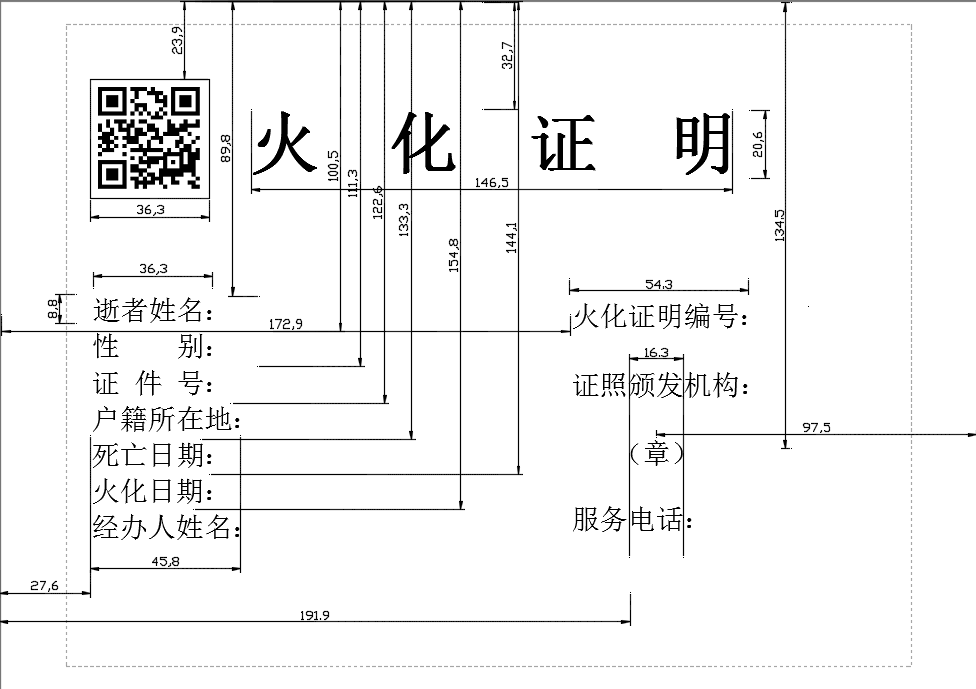 23,9
32,7
火 化 证 明
20,6
89,8
100,5
111,3
122,6
133,3
154,8
144,1
134.5
146,5
36,3
36,3
54.3
8,8
逝者姓名：
火化证明编号：
172,9
性 别：
16.3
证 件 号：
证照颁发机构：
户籍所在地：
97,5
死亡日期：
（章）
火化日期：
经办人姓名：
服务电话：
45,8
27,6
191.9